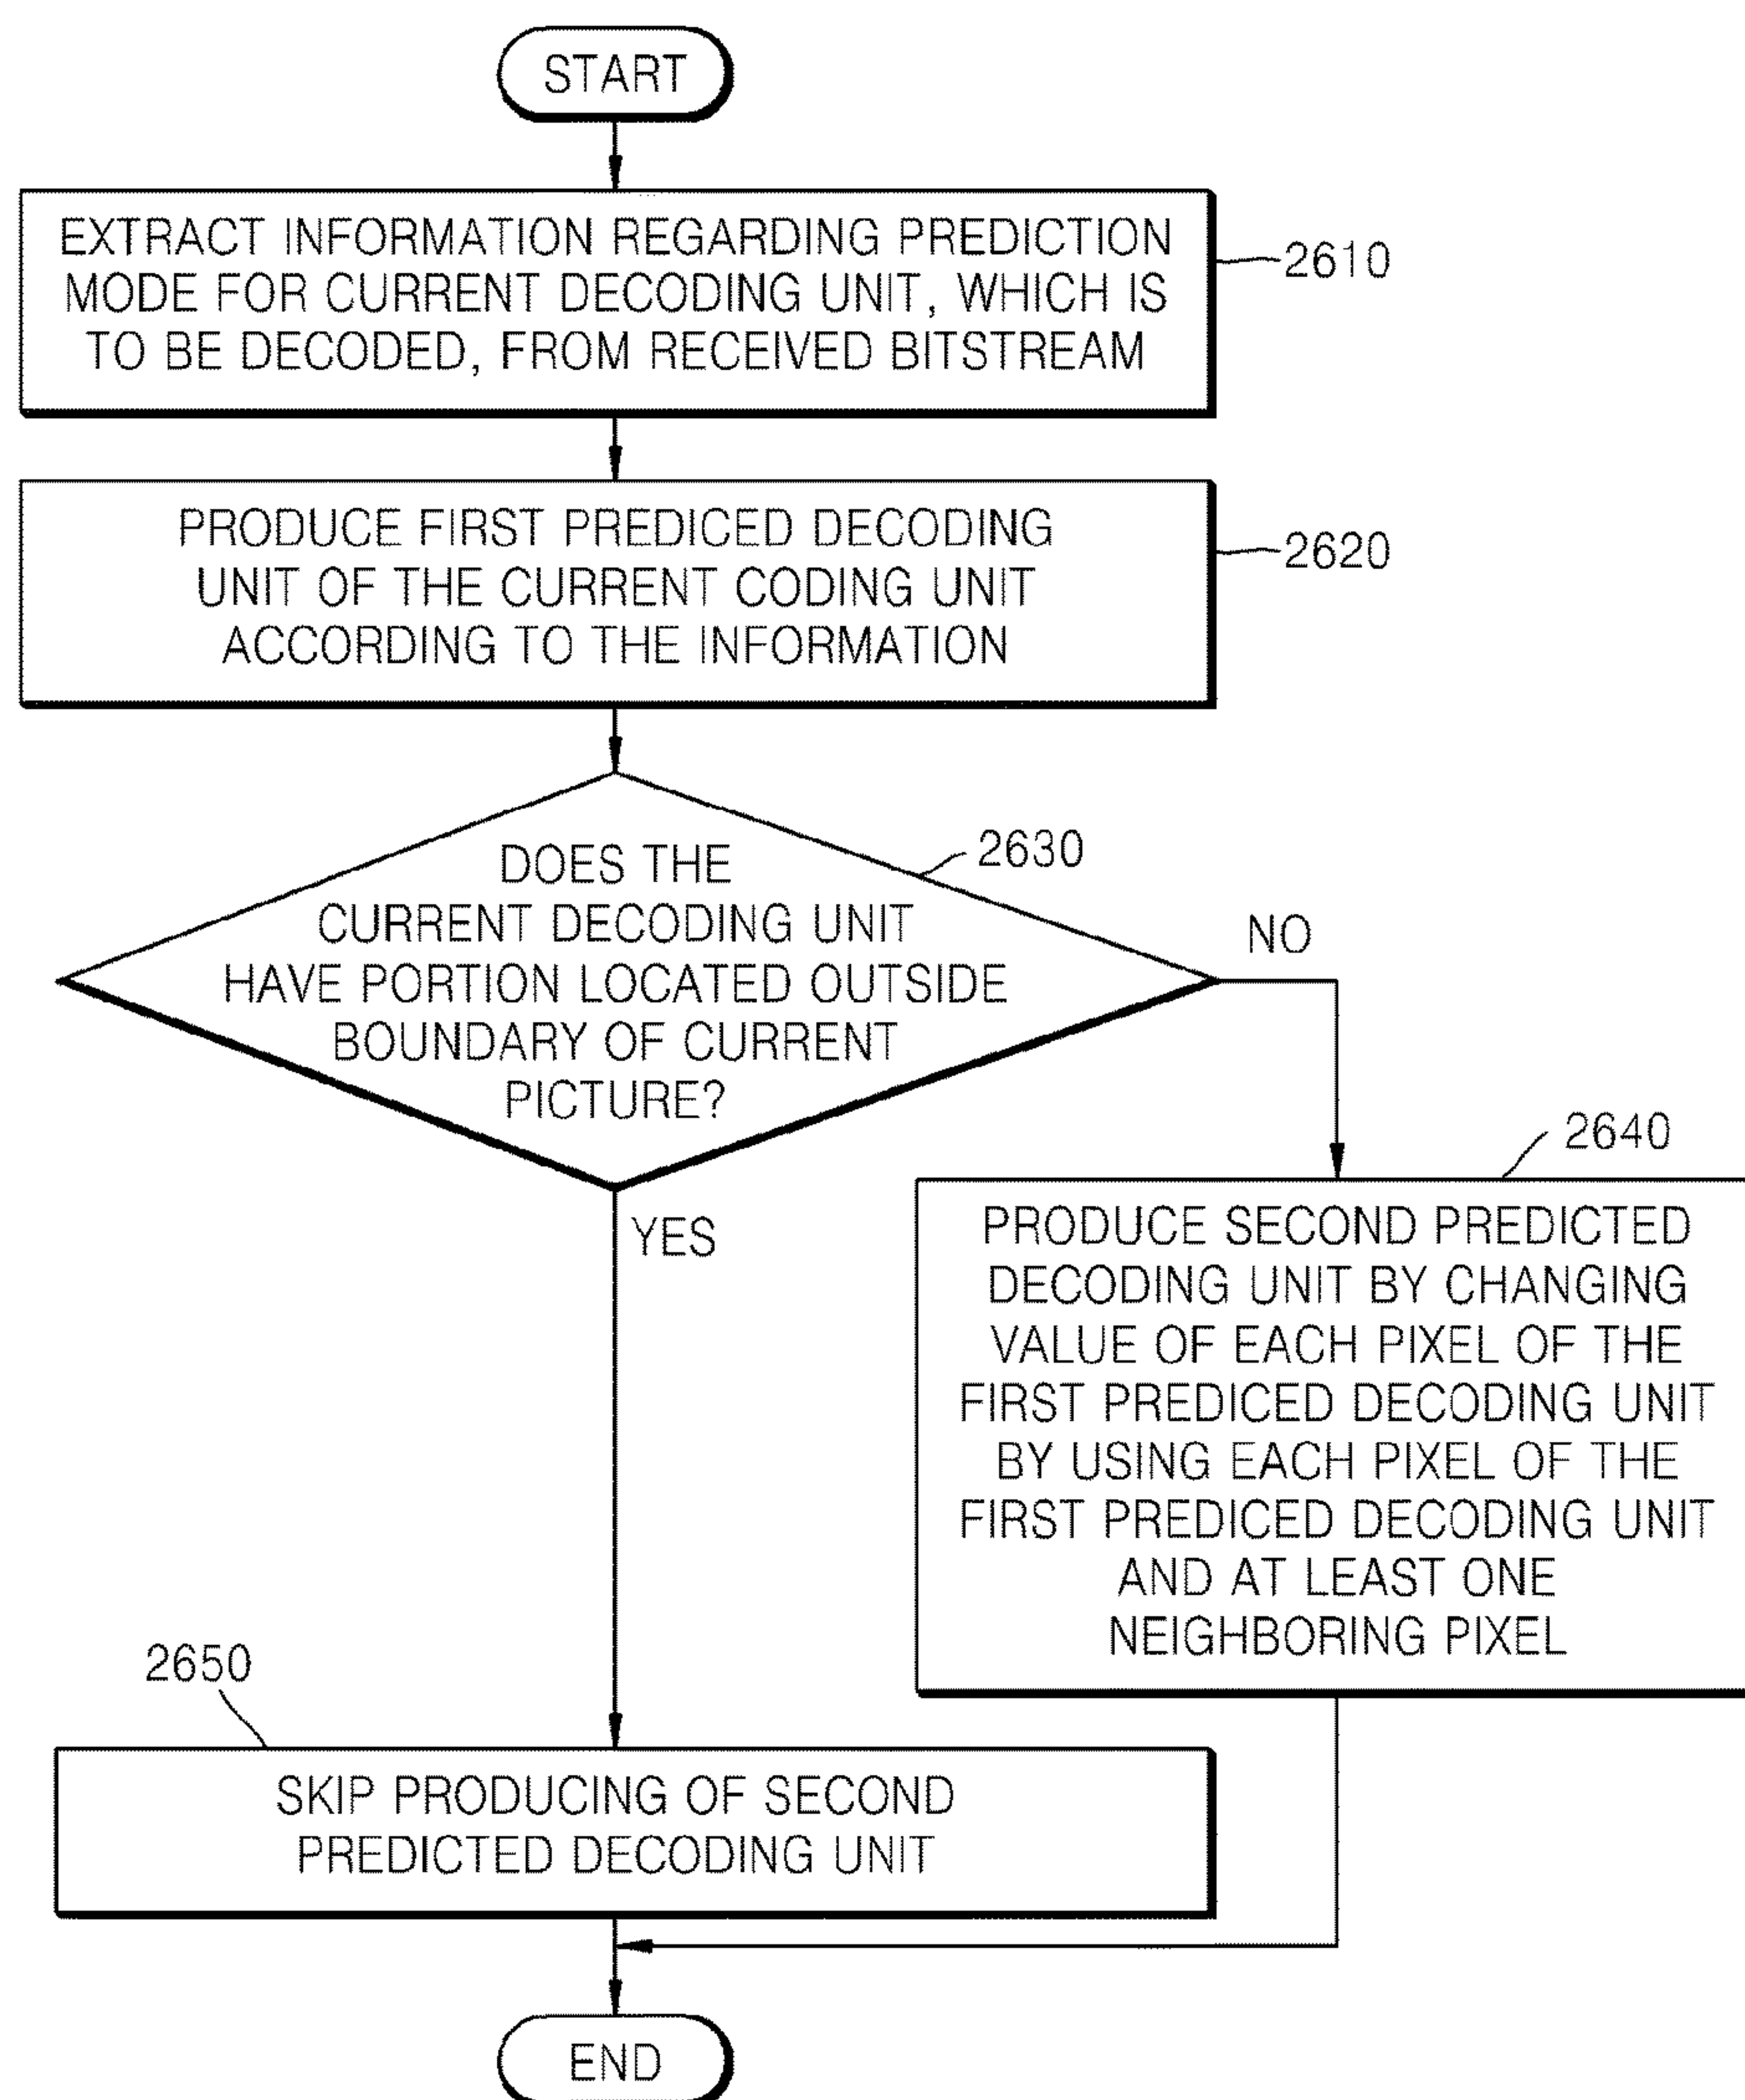 START
EXTRACT INFORMATION REGARDING PREDICTION
MODE FOR CURRENT DECODING UNIT, WHICH IS
TO BE DECODED, FROM RECEIVED BITSTREAM
2610
PRODUCE FIRST PREDICED DECODING
UNIT OF THE CURRENT CODING UNIT
ACCORDING TO THE INFORMATION
2620
DOES THE
CURRENT DECODING UNIT
HAVE PORTION LOCATED OUTSIDE
BOUNDARY OF CURRENT
PICTURE?
2630
NO
YES
2640
PRODUCE SECOND PREDICTED
DECODING UNIT BY CHANGING
VALUE OF EACH PIXEL OF THE
FIRST PREDICED DECODING UNIT
BY USING EACH PIXEL OF THE
FIRST PREDICED DECODING UNIT
AND AT LEAST ONE
NEIGHBORING PIXEL
2650
SKIP PRODUCING OF SECOND
PREDICTED DECODING UNIT
END